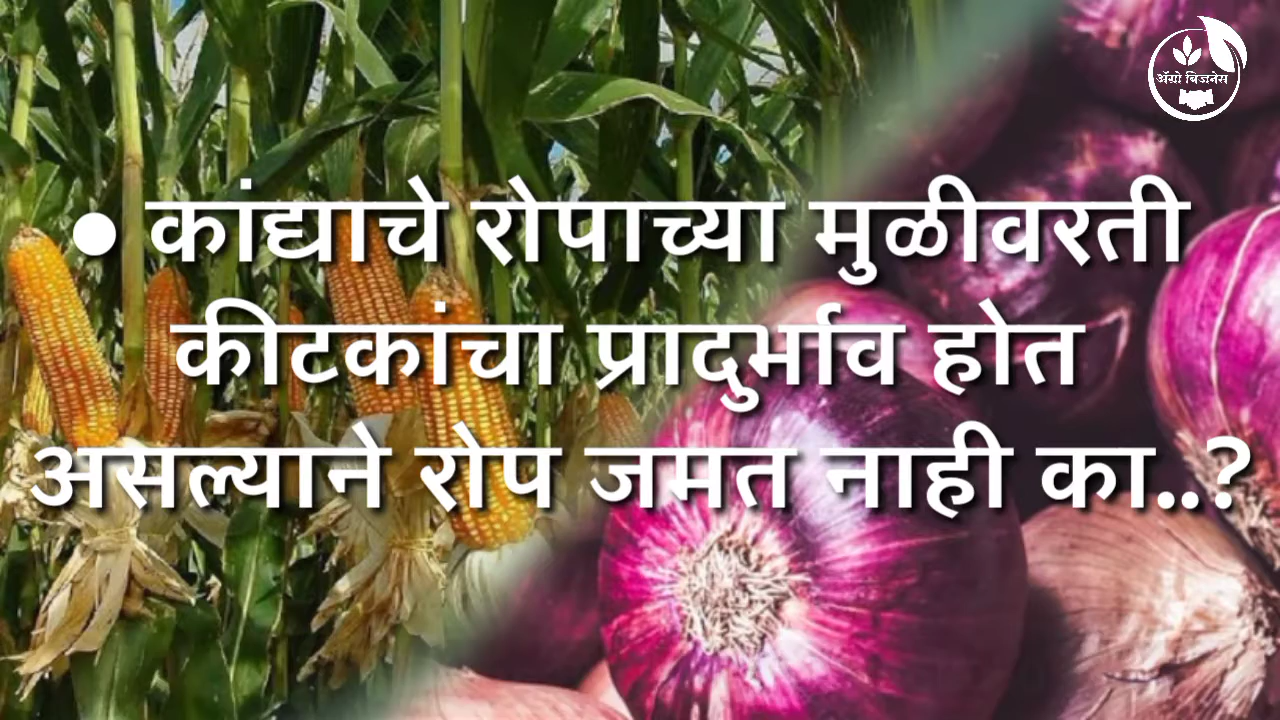 ॲग्रो बिजनेस
• कांद्याचे रोपाच्या मुळीवरती
कीटकांचा प्रादुर्भाव होत
असल्याने रोप जमत नाही का..?